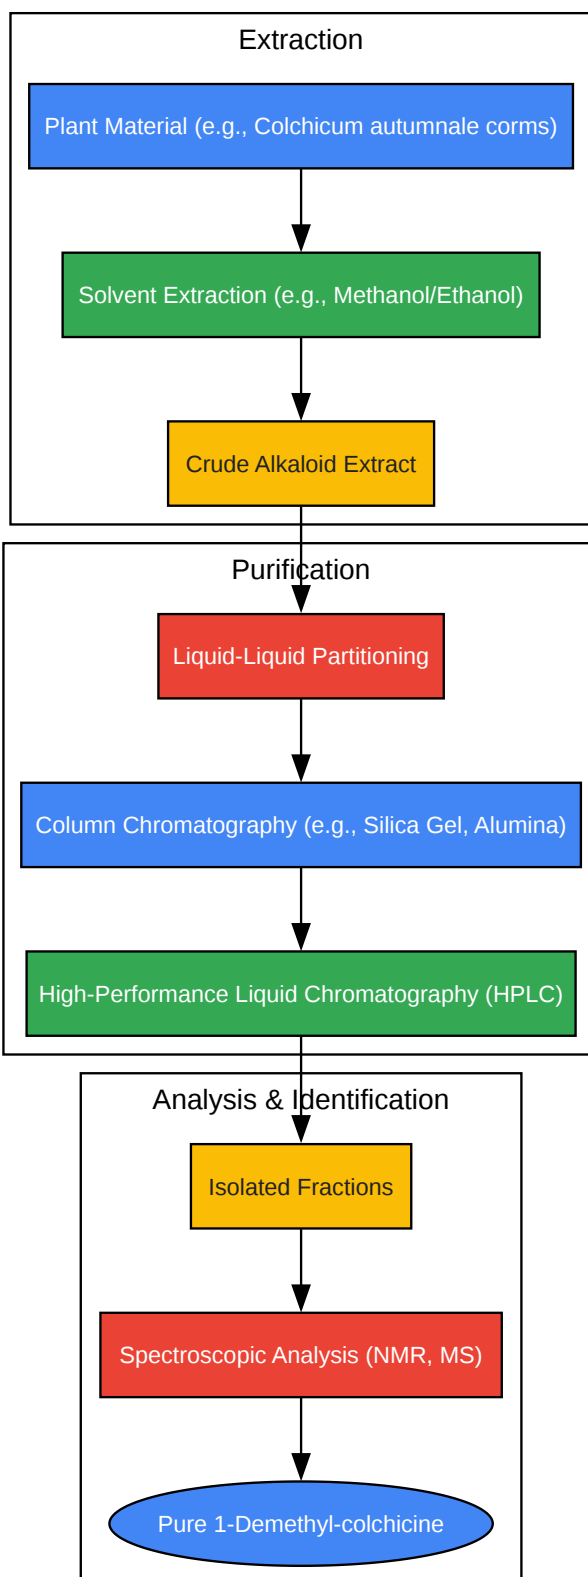 Extraction
Plant Material (e.g., Colchicum autumnale corms)
Solvent Extraction (e.g., Methanol/Ethanol)
Crude Alkaloid Extract
Purification
Liquid-Liquid Partitioning
Column Chromatography (e.g., Silica Gel, Alumina)
High-Performance Liquid Chromatography (HPLC)
Analysis & Identification
Isolated Fractions
Spectroscopic Analysis (NMR, MS)
Pure 1-Demethyl-colchicine